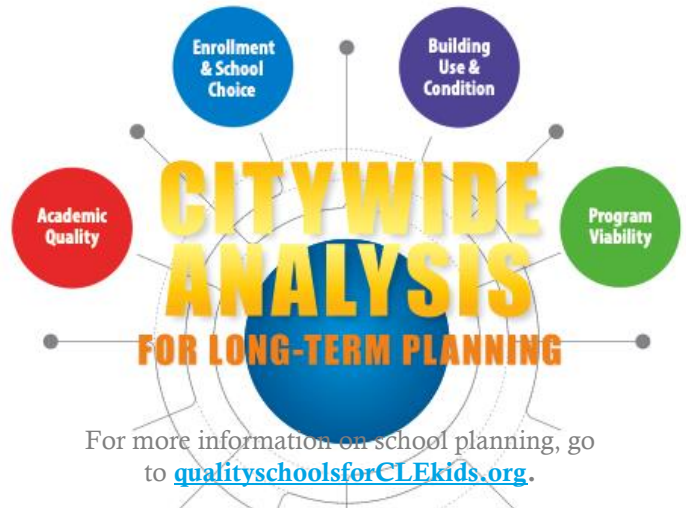 Enrollment
& School
Choice
Building
Use &
Condition
Academic
Quality
Program
Viability
CITYWIDE
ANALYSIS
FOR LONG-TERM PLANNING
For more information on school planning, go
to qualityschoolsforCLEkids.org.